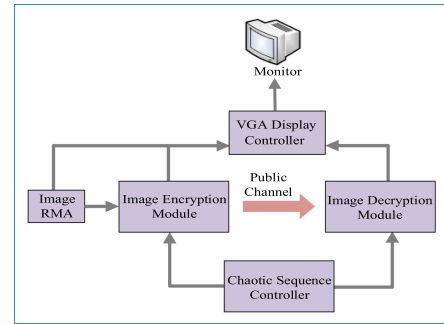 Monitor
VGA Display
Controller
Public
Channel
Image
RMA
Image Encryption
Module
Image Decryption
Module
Chaotic Sequence
Controller